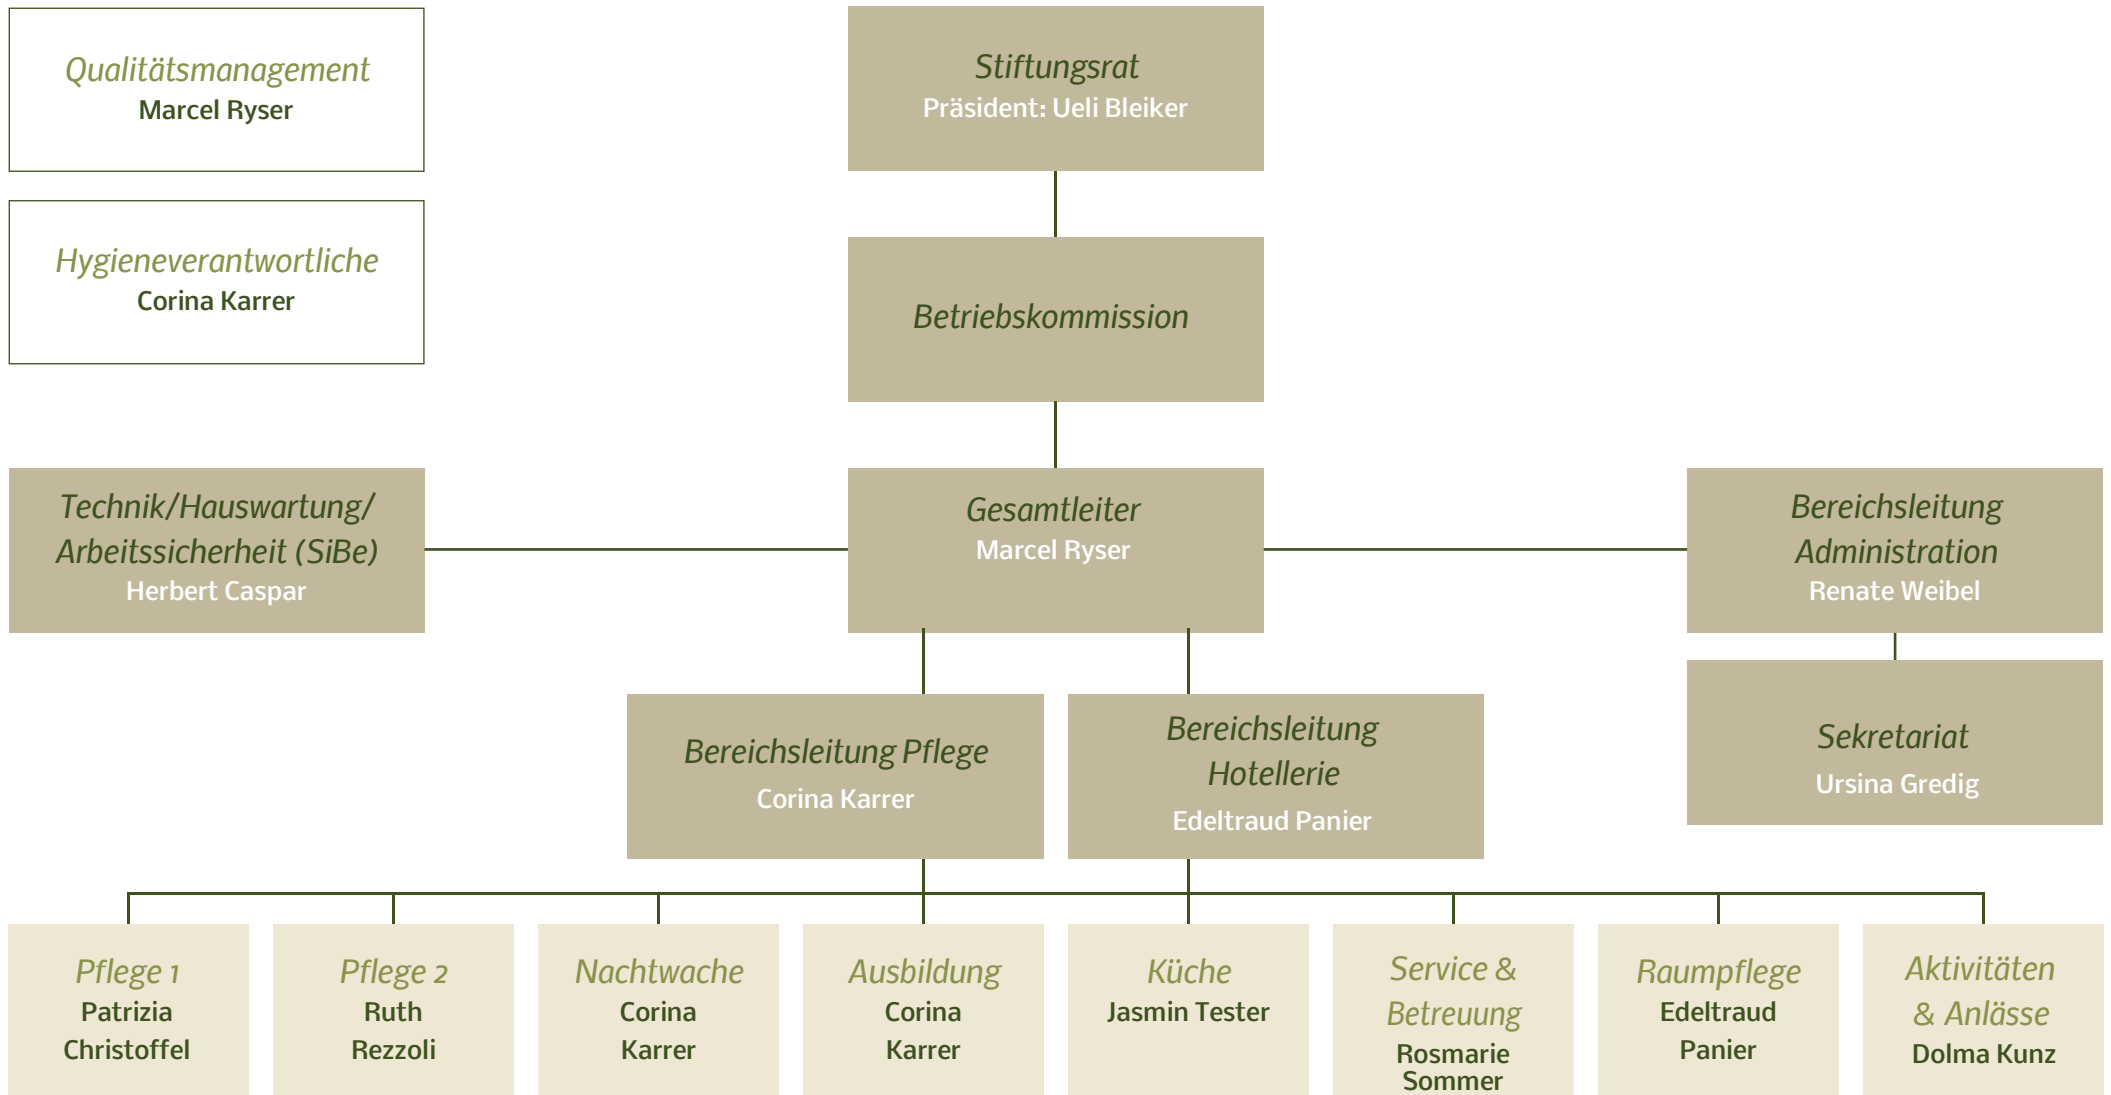 Qualitätsmanagement
Marcel Ryser
Stiftungsrat
Präsident: Ueli Bleiker
Hygieneverantwortliche
Corina Karrer
Betriebskommission
Technik/Hauswartung/
Arbeitssicherheit (SiBe)
Herbert Caspar
Gesamtleiter
Marcel Ryser
Bereichsleitung
Administration
Renate Weibel
Bereichsleitung Pflege
Corina Karrer
Bereichsleitung
Hotellerie
Edeltraud Panier
Sekretariat
Ursina Gredig
Pflege 1
Patrizia
Christoffel
Pflege 2
Ruth
Rezzoli
Nachtwache
Corina
Karrer
Ausbildung
Corina
Karrer
Küche
Jasmin Tester
Service &
Betreuung
Rosmarie
Sommer
Raumpflege
Edeltraud
Panier
Aktivitäten
& Anlässe
Dolma Kunz